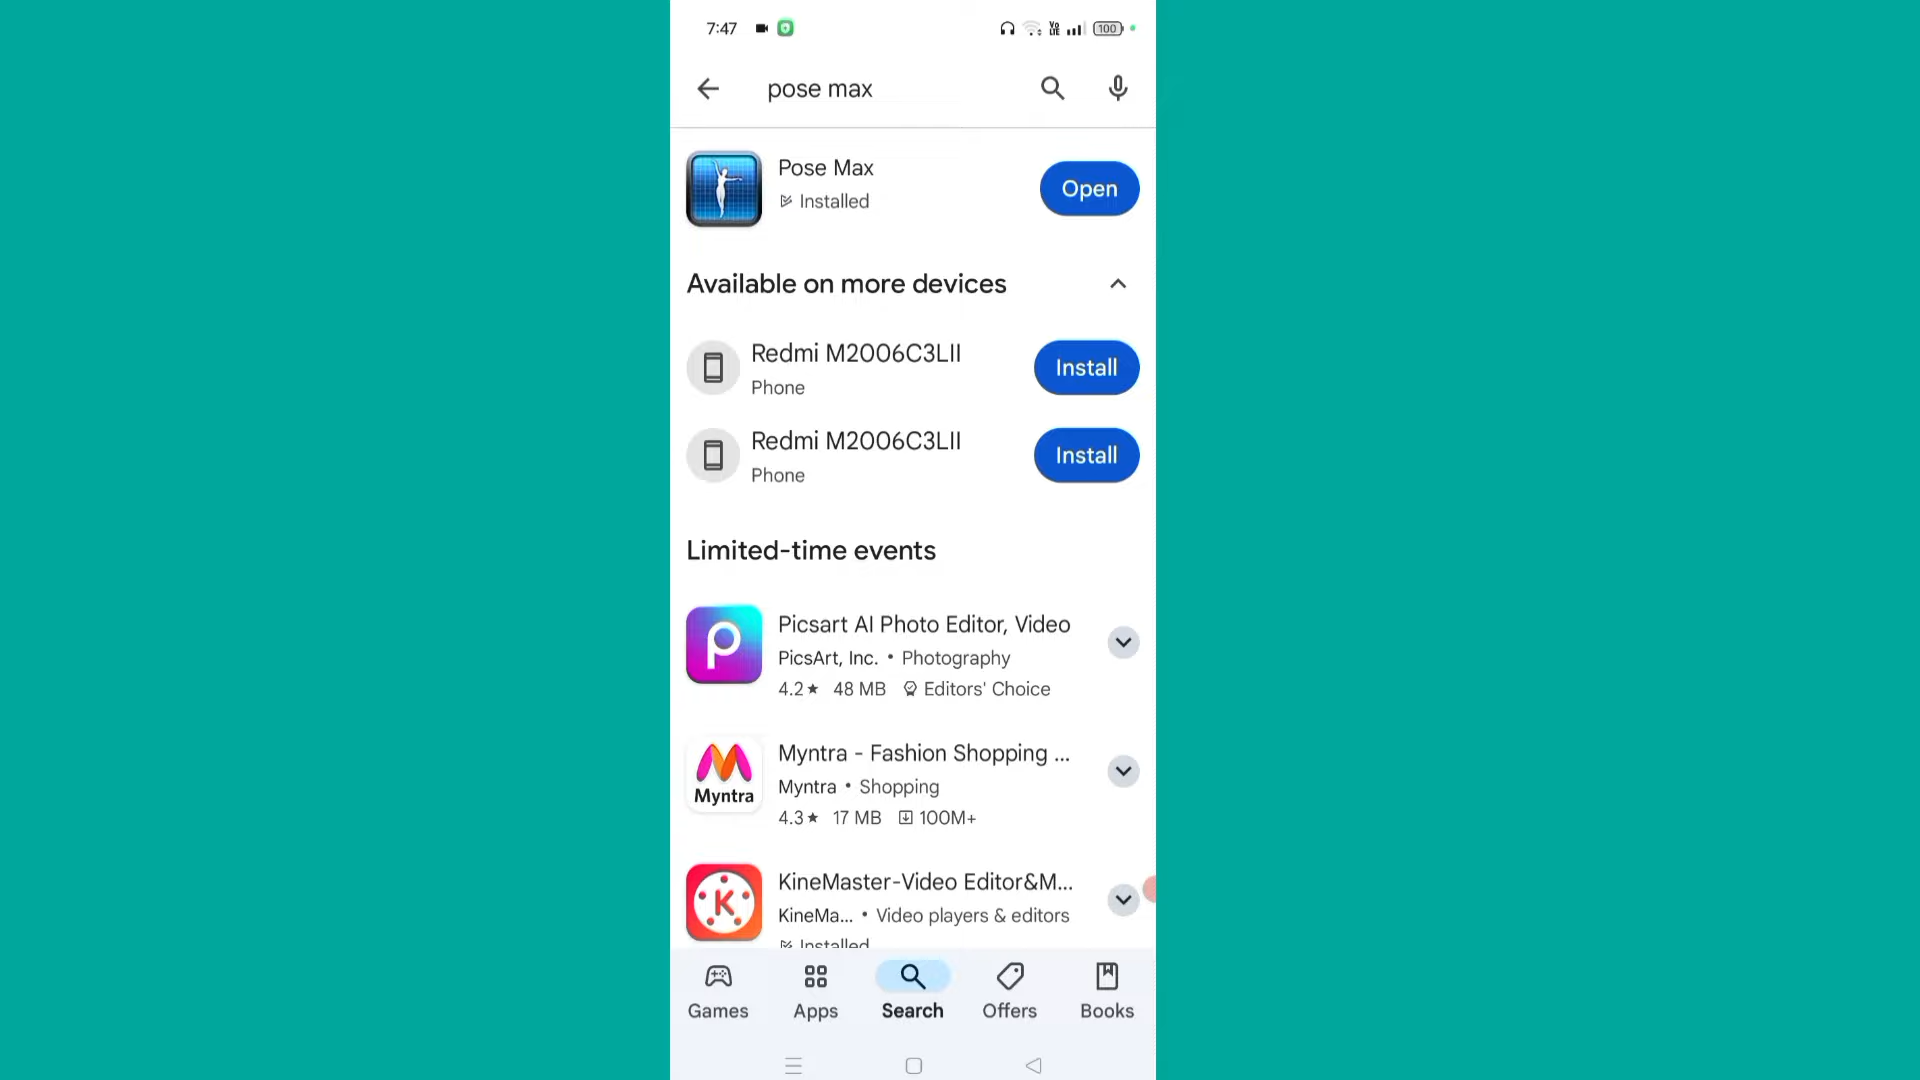 7:47
Vo LTE
100
pose max
Pose Max
Installed
Open
Available on more devices
Redmi M2006C3LII
Phone
Install
Redmi M2006C3LII
Phone
Install
Limited-time events
Picsart AI Photo Editor, Video
PicsArt, Inc. • Photography
4.2★ 48 MB Editors' Choice
Myntra
Myntra - Fashion Shopping ...
Myntra • Shopping
4.3★ 17 MB 100M+
KineMaster-Video Editor&M...
KineMa... • Video players & editors
Installed
Games
Apps
Search
Offers
Books